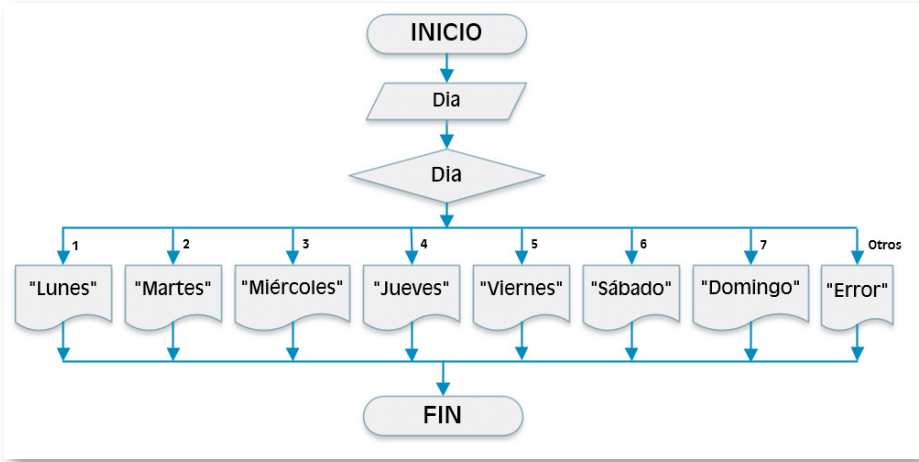 INICIO
Dia
Dia
1 2 3 4 5 6 7 Otros
"Lunes" "Martes" "Miércoles" "Jueves" "Viernes" "Sábado" "Domingo" "Error"
FIN